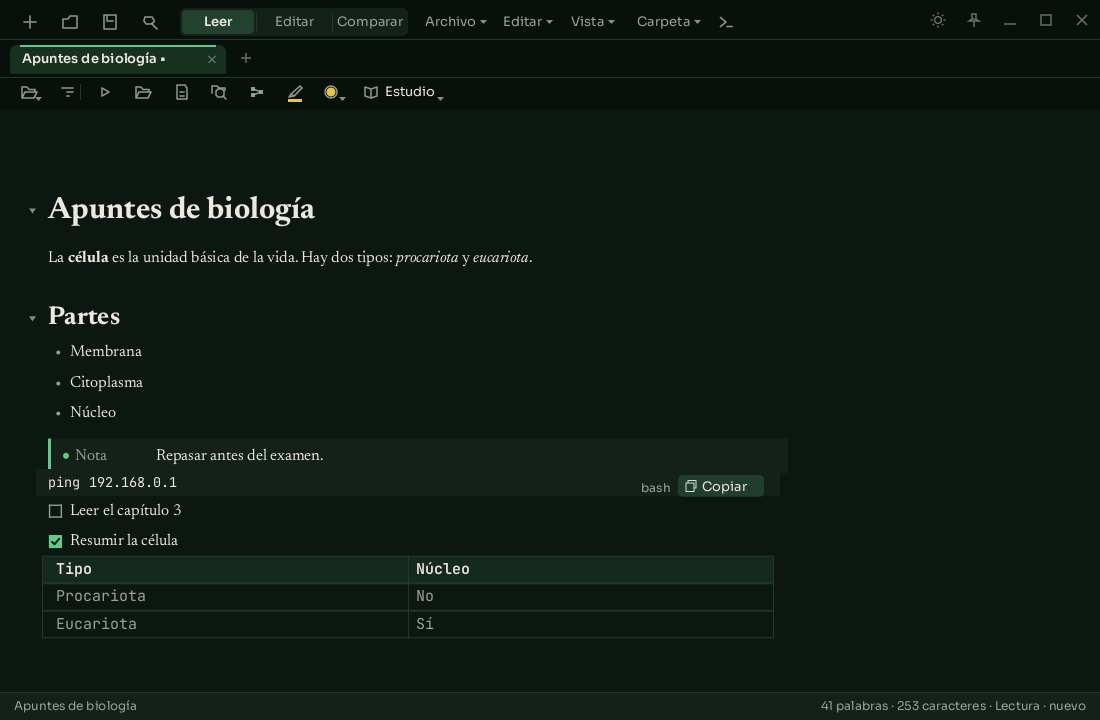 Leer Editar Comparar Archivo Editar Vista Carpeta
Apuntes de biología •
Estudio
Apuntes de biología
La célula es la unidad básica de la vida. Hay dos tipos: procariota y eucariota.
Partes
• Membrana
• Citoplasma
• Núcleo
Nota Repasar antes del examen.
ping 192.168.0.1
bash Copiar
Leer el capítulo 3
Resumir la célula
Tipo Núcleo
Procariota No
Eucariota Sí
Apuntes de biología 41 palabras · 253 caracteres · Lectura · nuevo